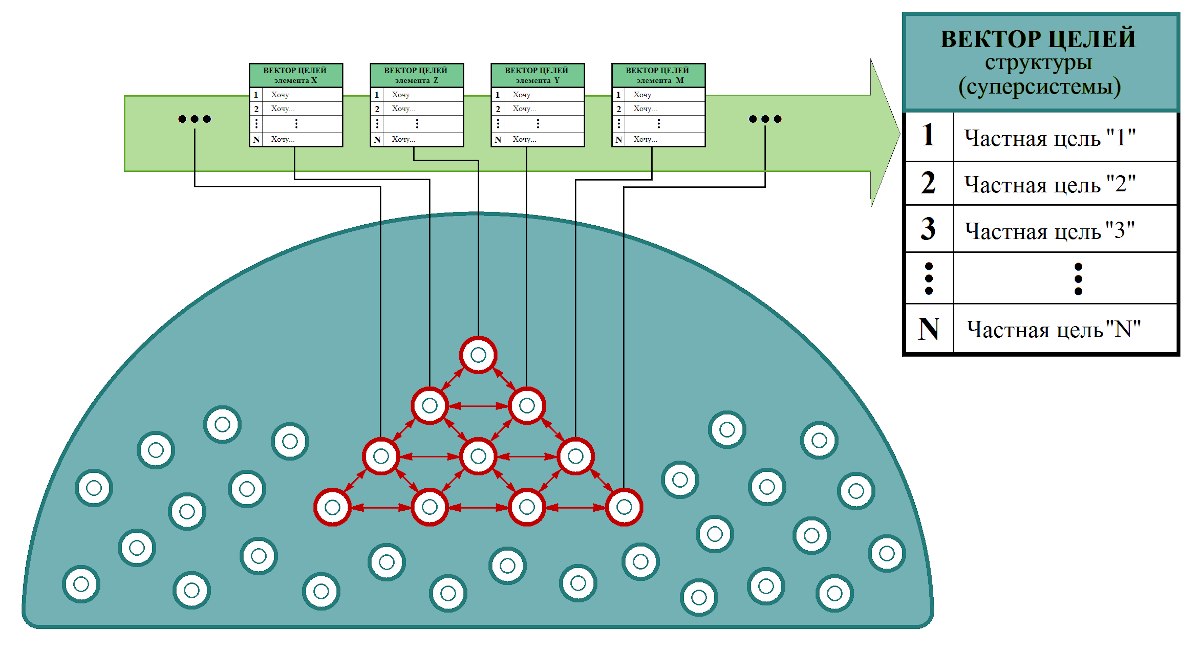 ВЕКТОР ЦЕЛЕЙ
элемента X
1 Хочу
2 Хочу...
⋮ ⋮
N Хочу...
ВЕКТОР ЦЕЛЕЙ
элемента Z
1 Хочу
2 Хочу...
⋮ ⋮
N Хочу...
ВЕКТОР ЦЕЛЕЙ
элемента Y
1 Хочу
2 Хочу...
⋮ ⋮
N Хочу...
ВЕКТОР ЦЕЛЕЙ
элемента M
1 Хочу
2 Хочу...
⋮ ⋮
N Хочу...
•••
•••
ВЕКТОР ЦЕЛЕЙ
структуры
(суперсистемы)
1 Частная цель "1"
2 Частная цель "2"
3 Частная цель "3"
⋮ ⋮
N Частная цель "N"